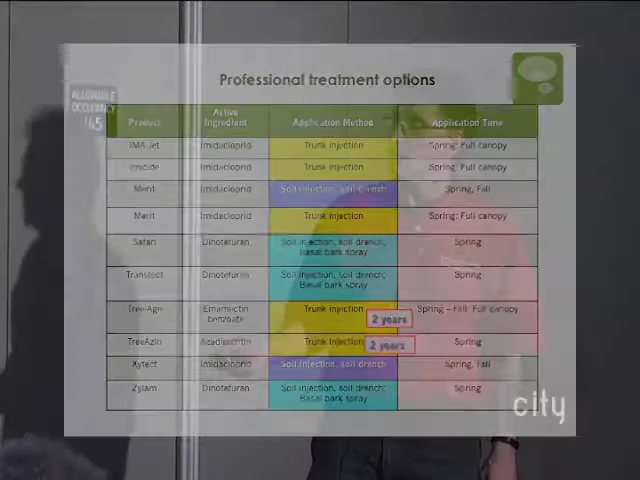 Professional treatment options
ALLOWABLE
OCCUPANCY
165
Product Active Ingredient Application Method Application Time
IMA-Jet Imidacloprid Trunk injection Spring: Full canopy
Imicide Imidacloprid Trunk injection Spring: Full canopy
Merit Imidacloprid Soil injection, soil drench Spring, Fall
Merit Imidacloprid Trunk injection Spring: Full canopy
Safari Dinotefuran Soil injection, soil drench; Basal bark spray Spring
Transtect Dinotefuran Soil injection, soil drench; Basal bark spray Spring
Tree-Age Emamectin benzoate Trunk injection 2 years Spring – Fall: Full canopy
TreeAzin Acadirachtin Trunk injection 2 years Spring
Xytect Imidacloprid Soil injection, soil drench Spring, Fall
Zylam Dinotefuran Soil injection, soil drench; Basal bark spray Spring
city